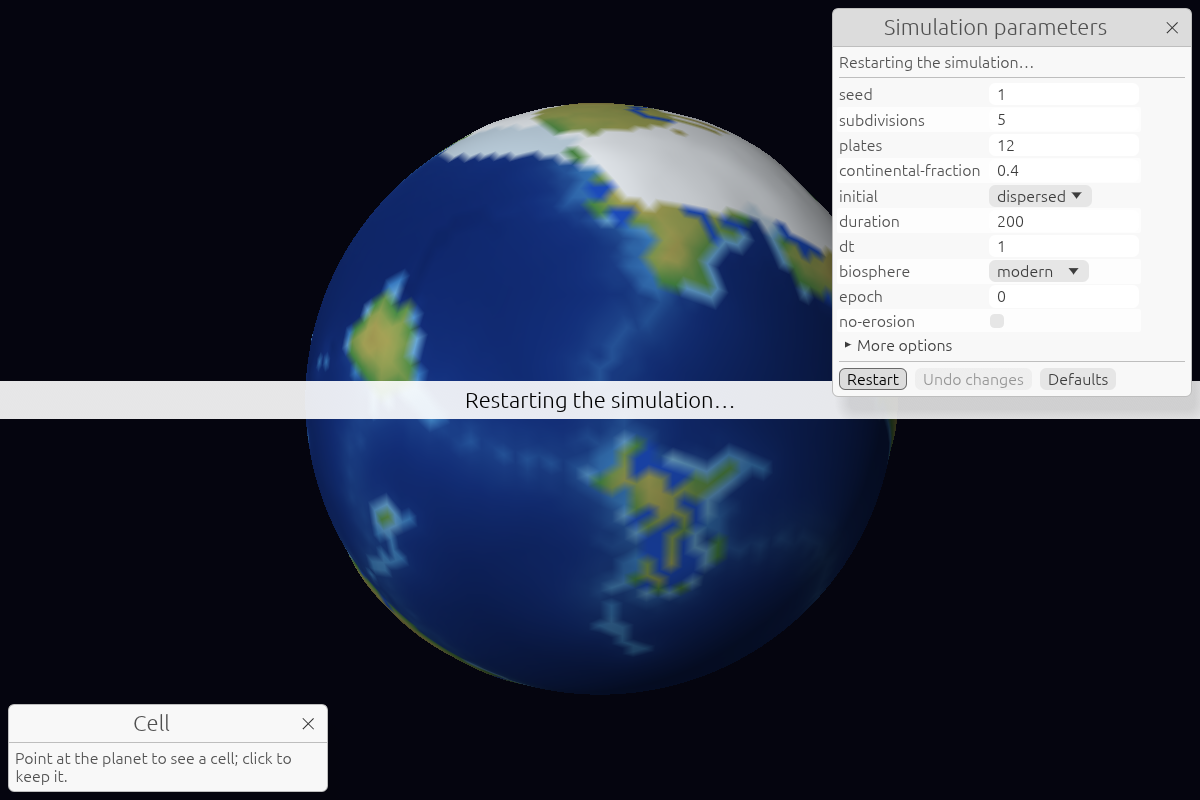 Simulation parameters
Restarting the simulation…
seed 1
subdivisions 5
plates 12
continental-fraction 0.4
initial dispersed
duration 200
dt 1
biosphere modern
epoch 0
no-erosion
More options
Restart Undo changes Defaults
Restarting the simulation…
Cell
Point at the planet to see a cell; click to
keep it.